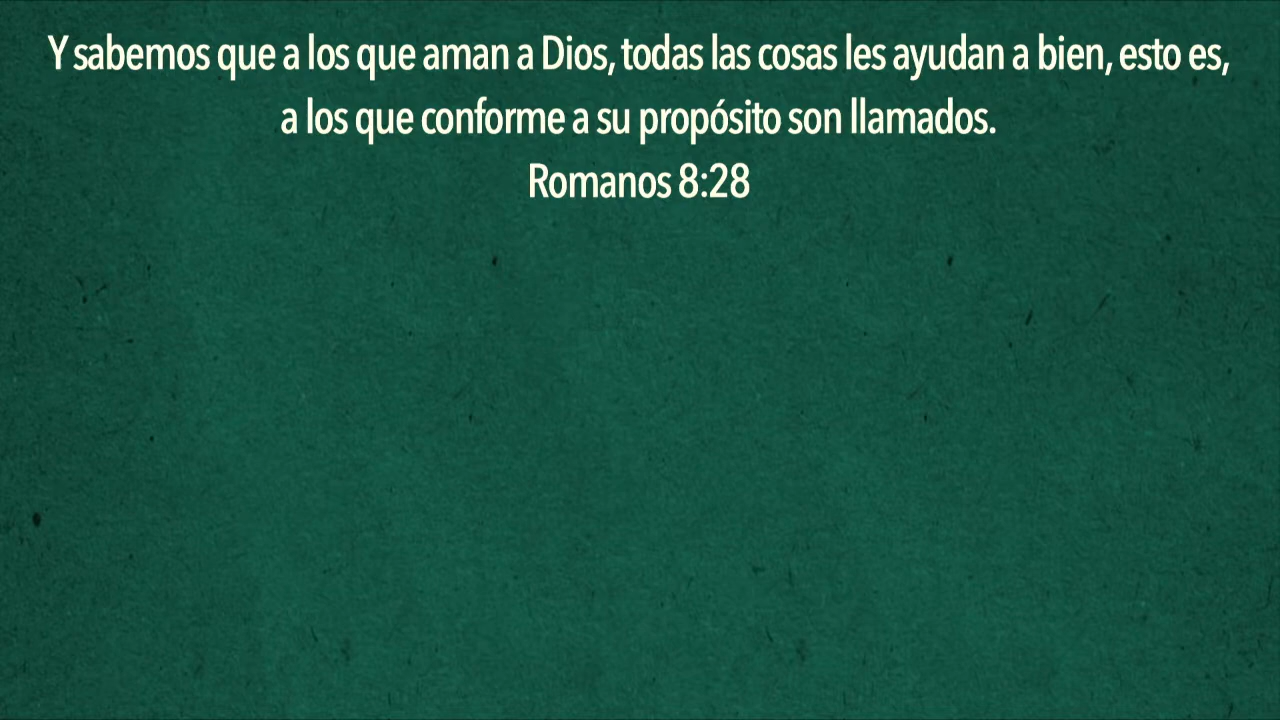 Y sabemos que a los que aman a Dios, todas las cosas les ayudan a bien, esto es,
a los que conforme a su propósito son llamados.
Romanos 8:28